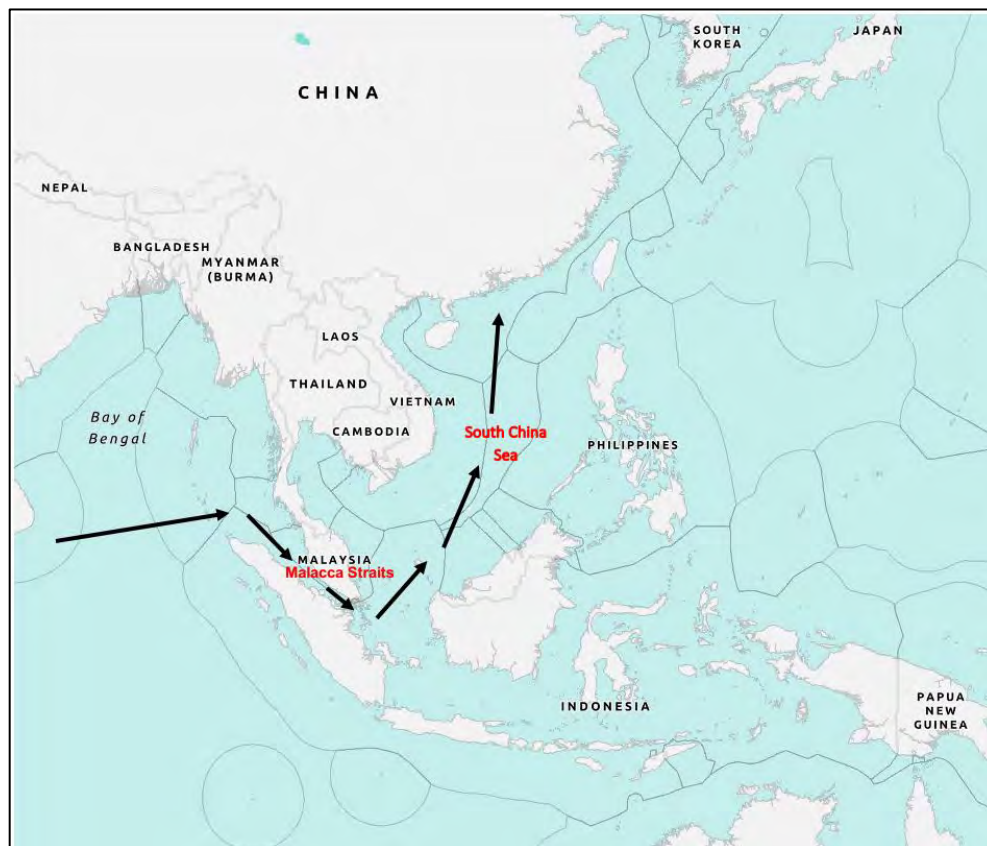 SOUTH
KOREA
JAPAN
CHINA
NEPAL
BANGLADESH
MYANMAR
(BURMA)
LAOS
THAILAND
VIETNAM
CAMBODIA
Bay of
Bengal
South China
Sea
PHILIPPINES
MALAYSIA
Malacca Straits
INDONESIA
PAPUA
NEW
GUINEA